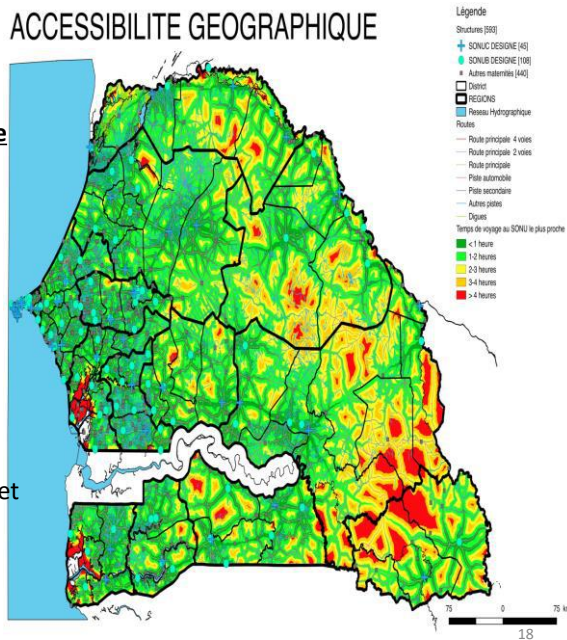 ACCESSIBILITE GEOGRAPHIQUE
e
et
Légende
Structures [593]
SONUC DESIGNE [45]
SONUB DESIGNE [108]
Autres maternités [440]
District
REGIONS
Reseau Hydrographique
Routes
Route principale 4 voies
Route principale 2 voies
Route principale
Piste automobile
Piste secondaire
Autres pistes
Digues
Temps de voyage au SONU le plus proche
< 1 heure
1-2 heures
2-3 heures
3-4 heures
> 4 heures
75 0 75 km
18